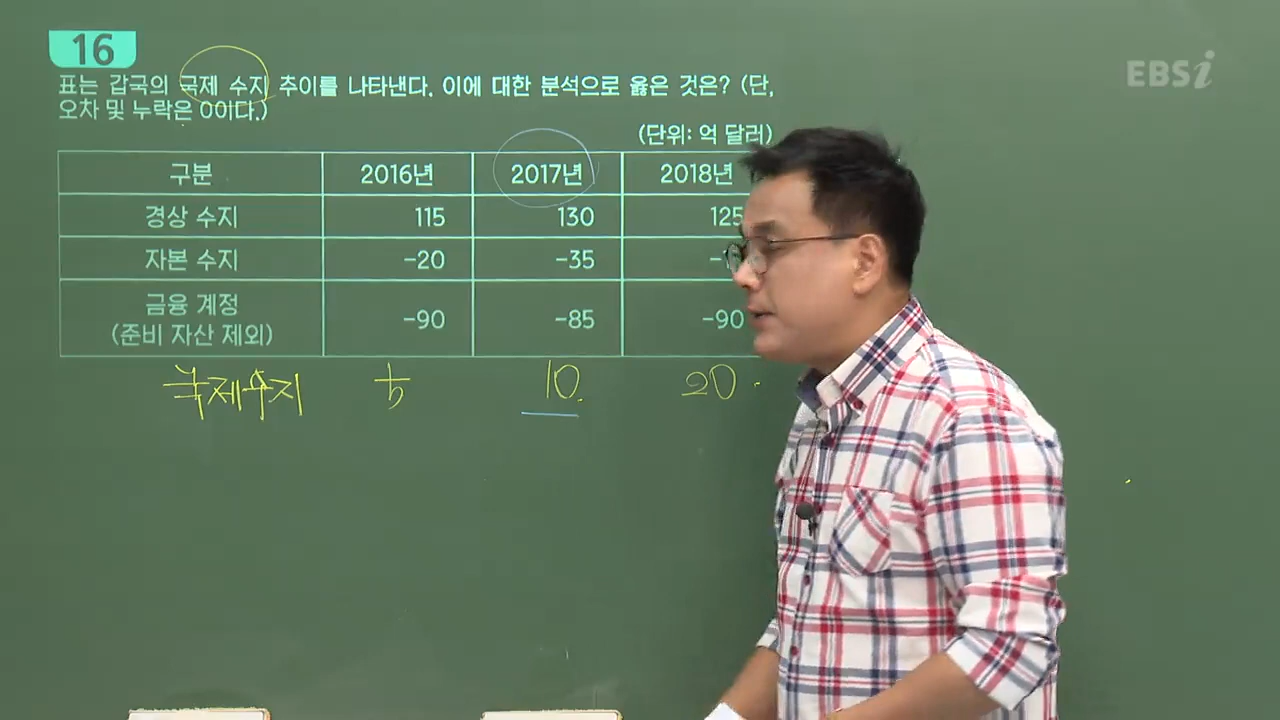 16
EBSi
표는 갑국의 국제 수지 추이를 나타낸다. 이에 대한 분석으로 옳은 것은? (단,
오차 및 누락은 0이다.)
(단위: 억 달러)
구분 2016년 2017년 2018년
경상 수지 115 130 125
자본 수지 -20 -35
금융 계정
(준비 자산 제외) -90 -85 -90
국제수지 5 10. 20.